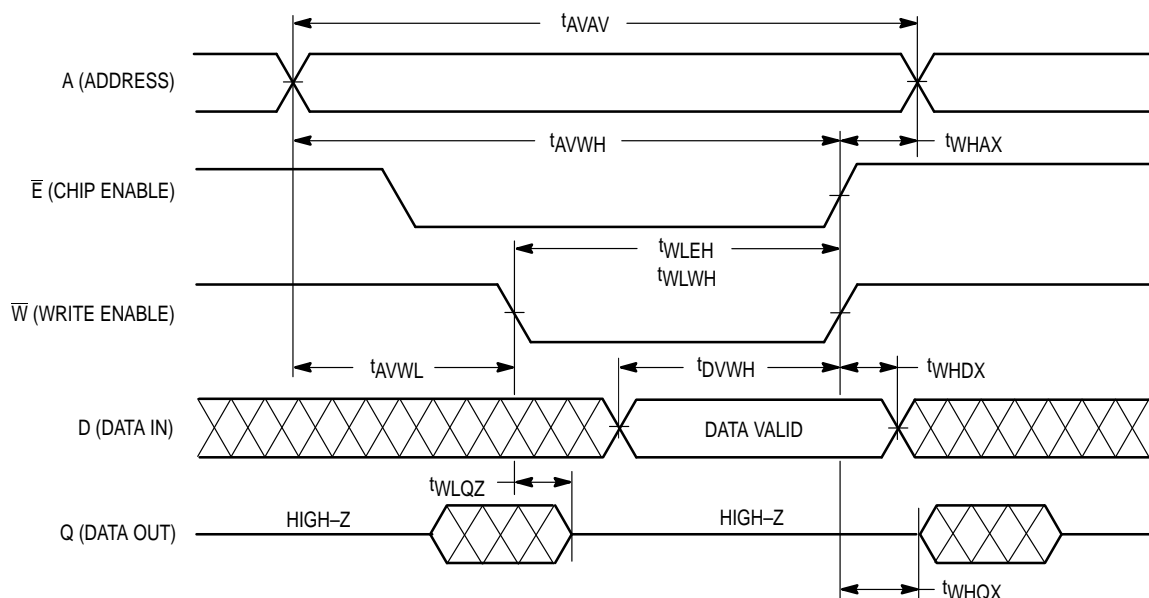 tAVAV
A (ADDRESS)
tAVWH
tWHAX
E̅ (CHIP ENABLE)
tWLEH
tWLWH
W̅ (WRITE ENABLE)
tAVWL
tDVWH
tWHDX
D (DATA IN)
DATA VALID
tWLQZ
HIGH–Z
HIGH–Z
Q (DATA OUT)
tWHQX